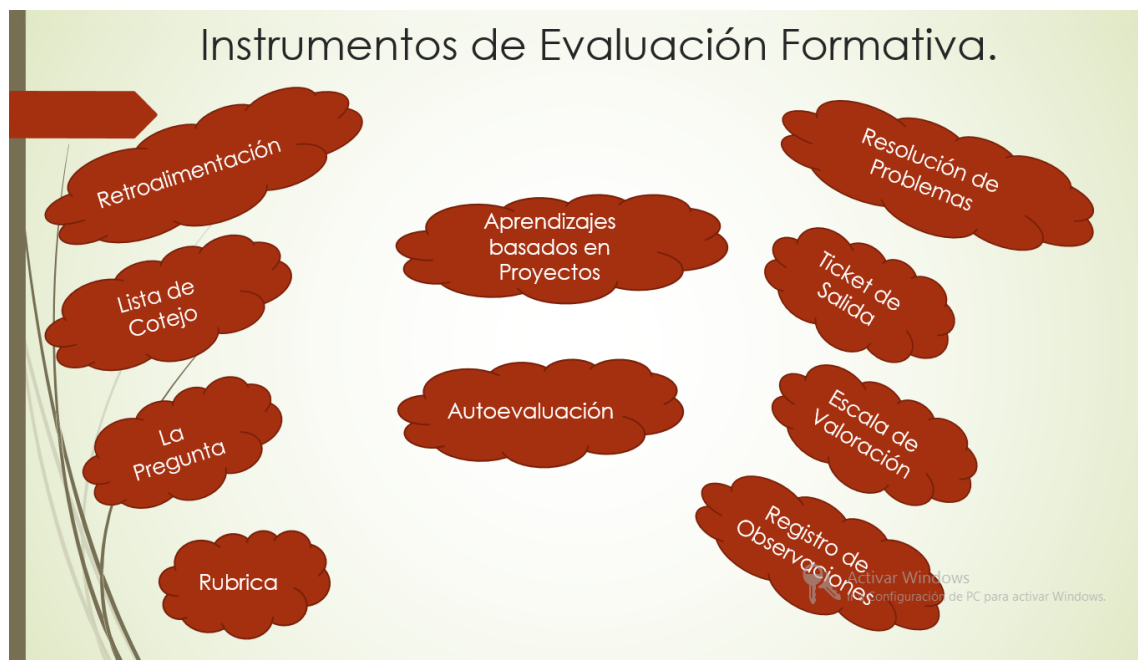 Instrumentos de Evaluación Formativa.
Retroalimentación
Lista de
Cotejo
La
Pregunta
Rubrica
Aprendizajes
basados en
Proyectos
Autoevaluación
Resolución de
Problemas
Ticket de
Salida
Escala de
Valoración
Registro de
Observaciones
Activar Windows
Configuración de PC para activar Windows.